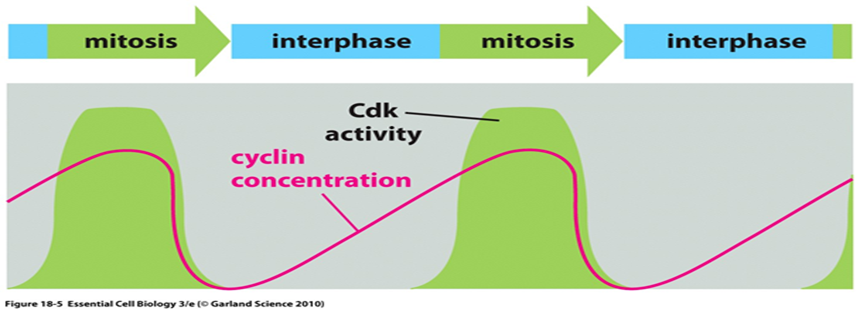 mitosis interphase mitosis interphase
Cdk
activity
cyclin
concentration
Figure 18-5 Essential Cell Biology 3/e (© Garland Science 2010)